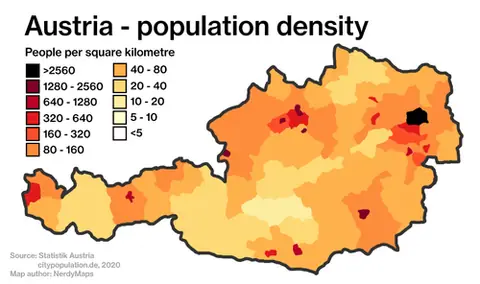 Austria - population density
People per square kilometre
>2560
1280 - 2560
640 - 1280
320 - 640
160 - 320
80 - 160
40 - 80
20 - 40
10 - 20
5 - 10
<5
Source: Statistik Austria
citypopulation.de, 2020
Map author: NerdyMaps